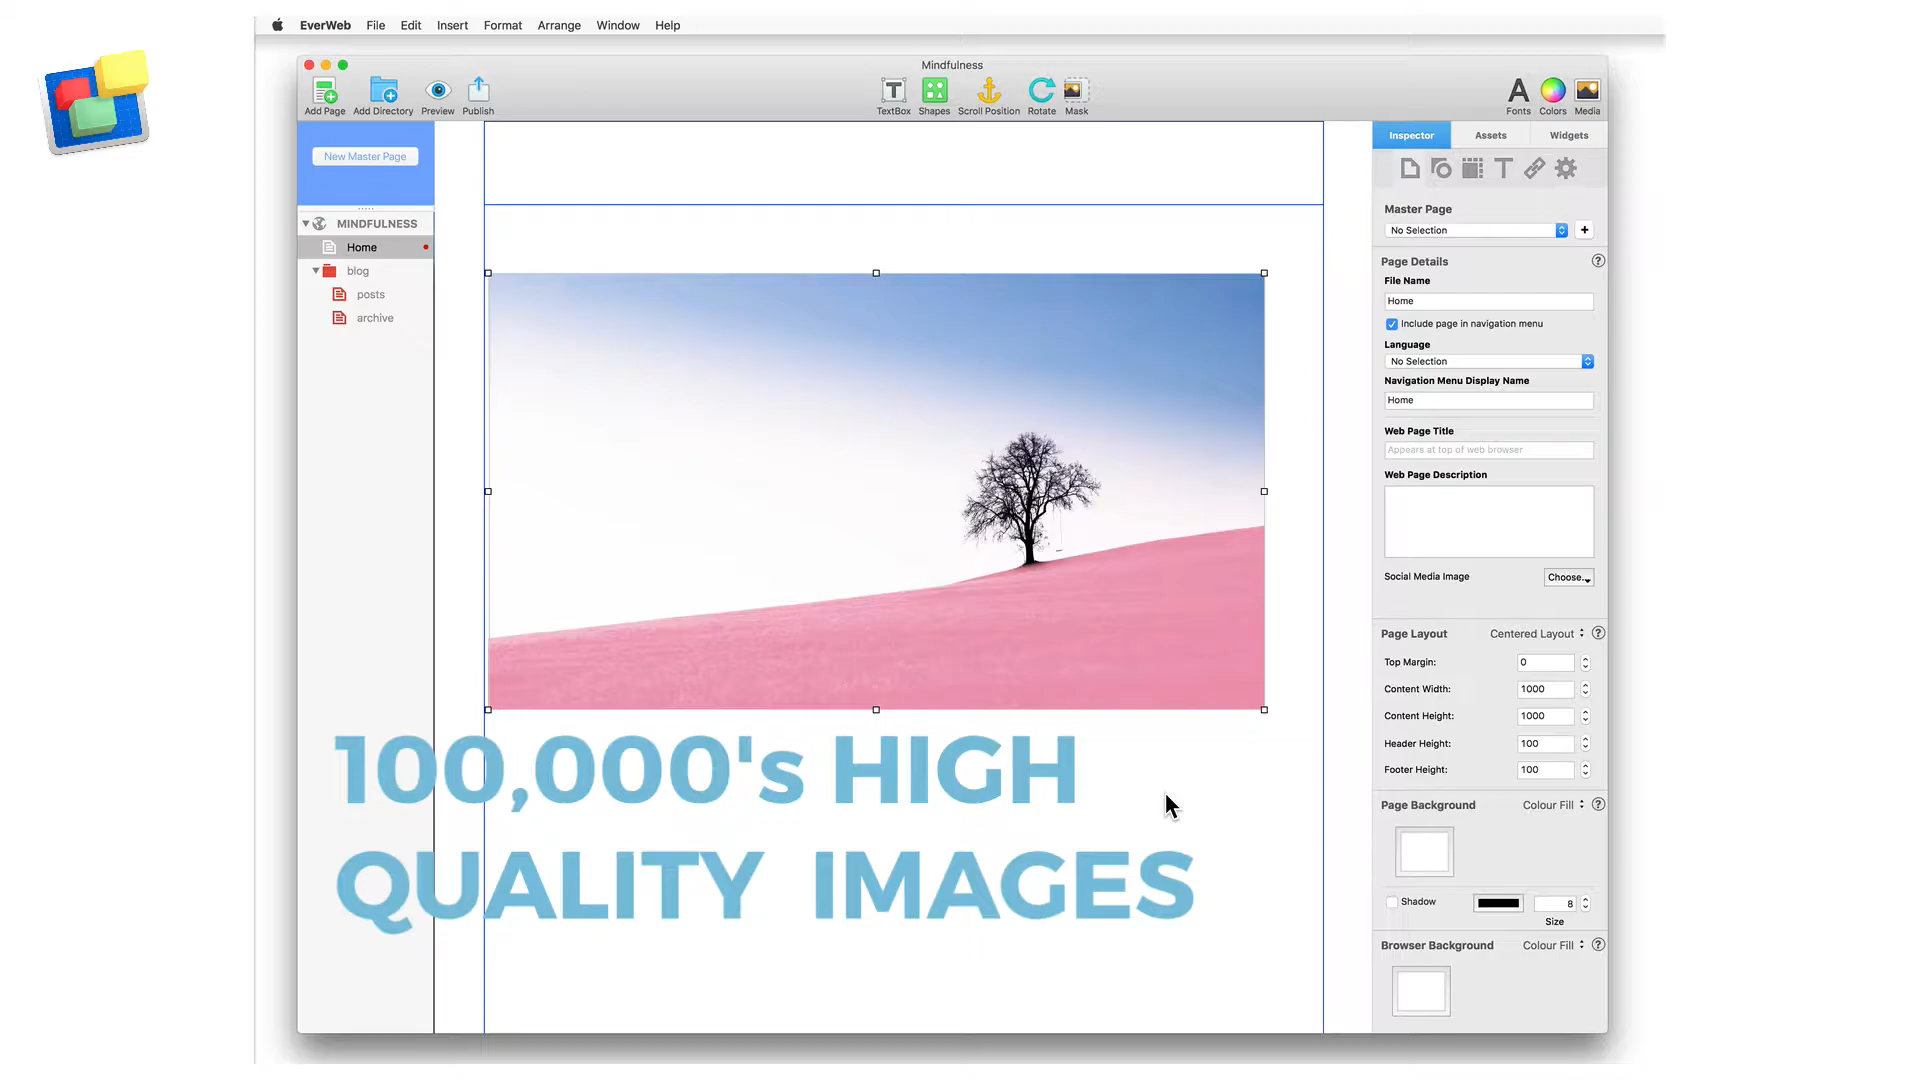 EverWeb File Edit Insert Format Arrange Window Help
Mindfulness
Add Page Add Directory Preview Publish TextBox Shapes Scroll Position Rotate Mask Fonts Colors Media
New Master Page
MINDFULNESS
Home
blog
posts
archive
100,000's HIGH
QUALITY IMAGES
Inspector Assets Widgets
Master Page
No Selection
Page Details
File Name
Home
Include page in navigation menu
Language
No Selection
Navigation Menu Display Name
Home
Web Page Title
Appears at top of web browser
Web Page Description
Social Media Image Choose...
Page Layout Centered Layout
Top Margin: 0
Content Width: 1000
Content Height: 1000
Header Height: 100
Footer Height: 100
Page Background Colour Fill
Shadow 8
Size
Browser Background Colour Fill